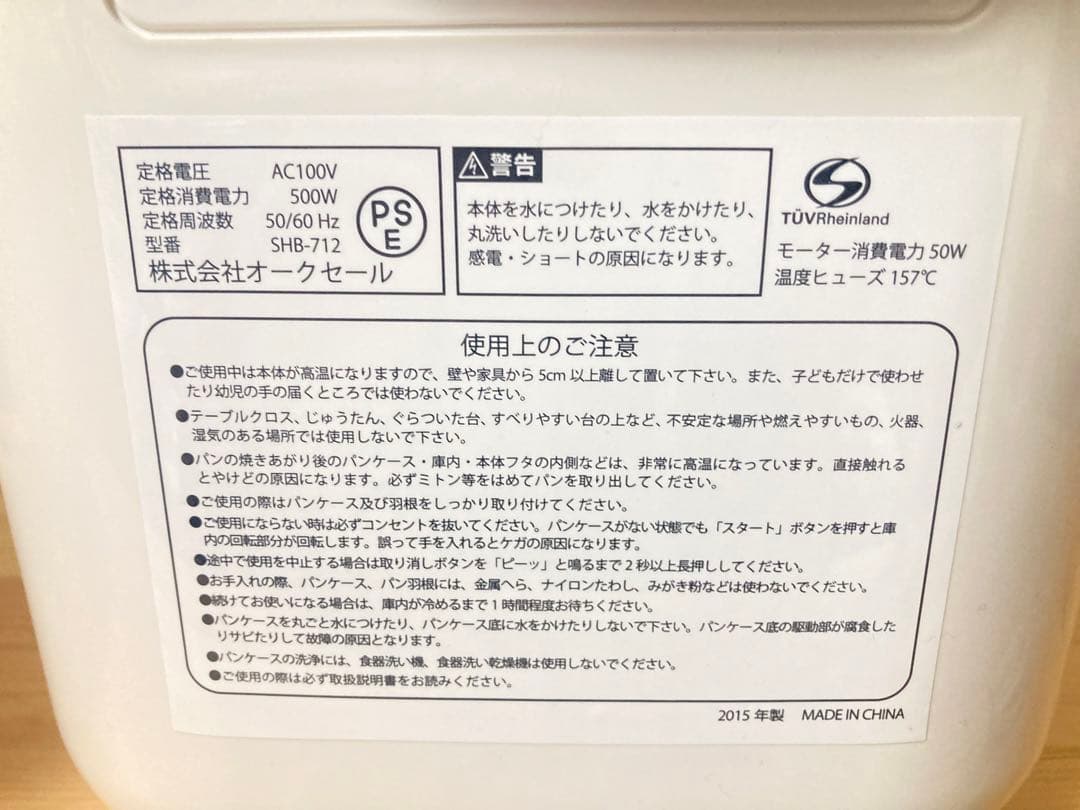 定格電圧 AC100V
定格消費電力 500W
定格周波数 50/60 Hz
型番 SHB-712
株式会社オークセール
PS
E
警告
本体を水につけたり、水をかけたり、
丸洗いしたりしないでください。
感電・ショートの原因になります。
TÜVRheinland
モーター消費電力 50W
温度ヒューズ 157℃
使用上のご注意
●ご使用中は本体が高温になりますので、壁や家具から 5cm 以上離して置いて下さい。また、子どもだけで使わせ
たり幼児の手の届くところでは使わないでください。
●テーブルクロス、じゅうたん、ぐらついた台、すべりやすい台の上など、不安定な場所や燃えやすいもの、火器、
湿気のある場所では使用しないで下さい。
●パンの焼きあがり後のパンケース・庫内・本体フタの内側などは、非常に高温になっています。直接触れる
とやけどの原因になります。必ずミトン等をはめてパンを取り出してください。
●ご使用の際はパンケース及び羽根をしっかり取り付けてください。
●ご使用にならない時は必ずコンセントを抜いてください。パンケースがない状態でも「スタート」ボタンを押すと庫
内の回転部分が回転します。誤って手を入れるとケガの原因になります。
●途中で使用を中止する場合は取り消しボタンを「ピーッ」と鳴るまで 2 秒以上長押ししてください。
●お手入れの際、パンケース、パン羽根には、金属へら、ナイロンたわし、みがき粉などは使わないでください。
●続けてお使いになる場合は、庫内が冷めるまで 1 時間程度お待ちください。
●パンケースを丸ごと水につけたり、パンケース底に水をかけたりしないで下さい。パンケース底の駆動部が腐食した
りサビたりして故障の原因となります。
●パンケースの洗浄には、食器洗い機、食器洗い乾燥機は使用しないでください。
●ご使用の際は必ず取扱説明書をお読みください。
2015 年製 MADE IN CHINA